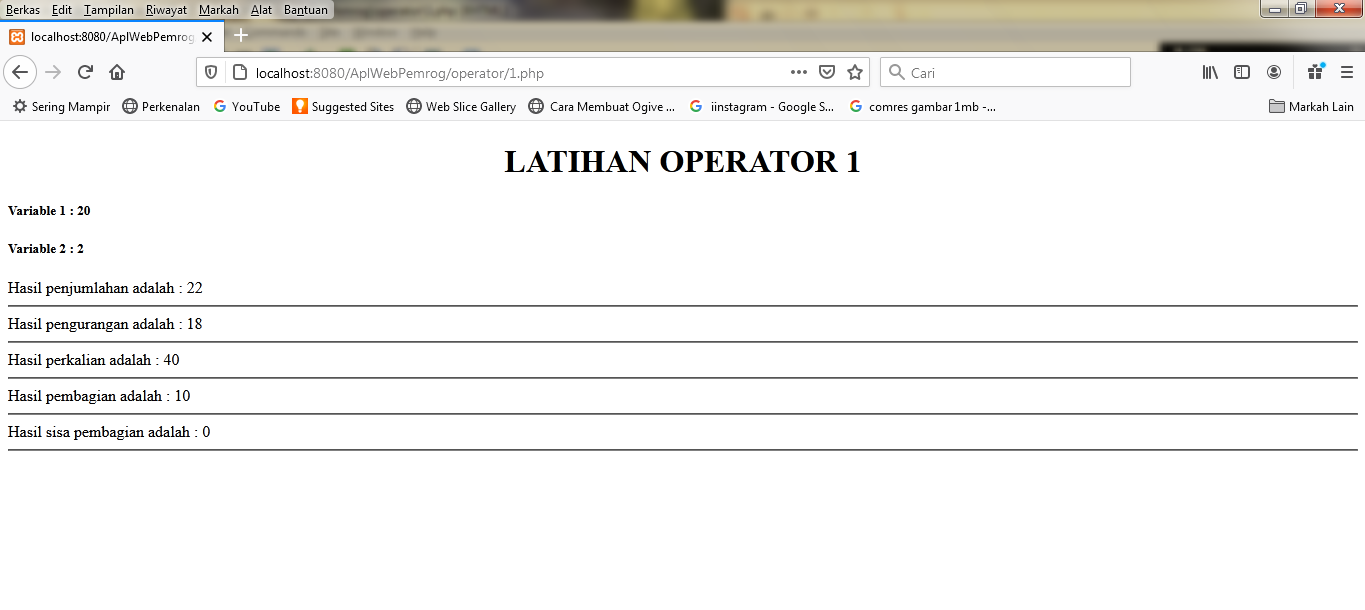 Berkas Edit Tampilan Riwayat Markah Alat Bantuan
localhost:8080/AplWebPemrog
localhost:8080/AplWebPemrog/operator/1.php
Cari
Sering Mampir Perkenalan YouTube Suggested Sites Web Slice Gallery Cara Membuat Ogive ... iinstagram - Google S... comres gambar 1mb -... Markah Lain
LATIHAN OPERATOR 1
Variable 1 : 20
Variable 2 : 2
Hasil penjumlahan adalah : 22
Hasil pengurangan adalah : 18
Hasil perkalian adalah : 40
Hasil pembagian adalah : 10
Hasil sisa pembagian adalah : 0